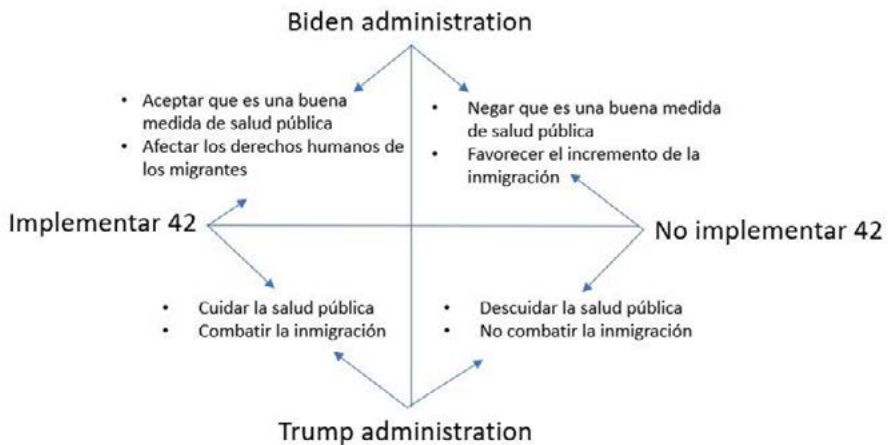 Biden administration
• Aceptar que es una buena
medida de salud pública
• Afectar los derechos humanos de
los migrantes
• Negar que es una buena medida
de salud pública
• Favorecer el incremento de la
inmigración
Implementar 42
No implementar 42
• Cuidar la salud pública
• Combatir la inmigración
• Descuidar la salud pública
• No combatir la inmigración
Trump administration